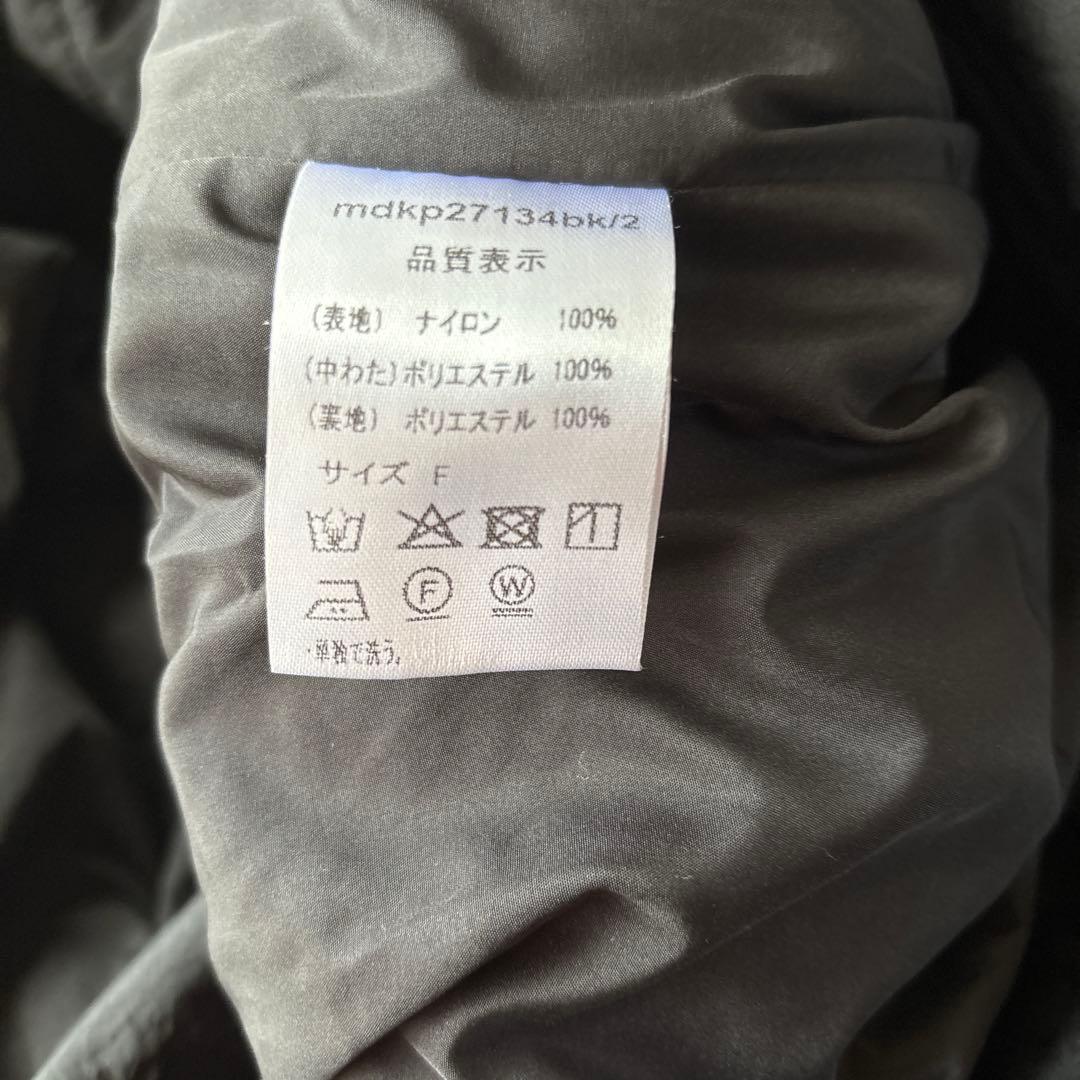 mdkp27134bk/2
品質表示
(表地) ナイロン 100%
(中わた)ポリエステル 100%
(裏地) ポリエステル 100%
サイズ F
F W
・単独で洗う。